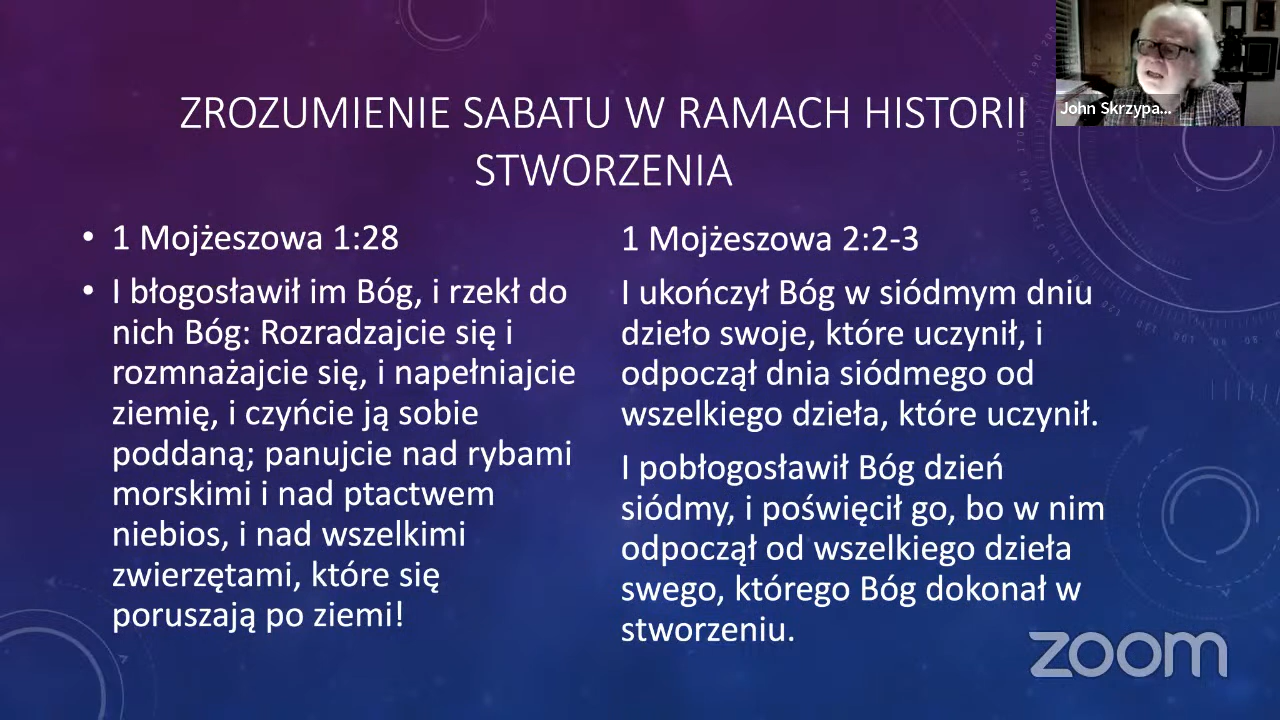 ZROZUMIENIE SABATU W RAMACH HISTORII
STWORZENIA
John Skrzypa...
• 1 Mojżeszowa 1:28
• I błogosławił im Bóg, i rzekł do
nich Bóg: Rozradzajcie się i
rozmnażajcie się, i napełniajcie
ziemię, i czyńcie ją sobie
poddaną; panujcie nad rybami
morskimi i nad ptactwem
niebios, i nad wszelkimi
zwierzętami, które się
poruszają po ziemi!
1 Mojżeszowa 2:2-3
I ukończył Bóg w siódmym dniu
dzieło swoje, które uczynił, i
odpoczął dnia siódmego od
wszelkiego dzieła, które uczynił.
I pobłogosławił Bóg dzień
siódmy, i poświęcił go, bo w nim
odpoczął od wszelkiego dzieła
swego, którego Bóg dokonał w
stworzeniu.
zoom